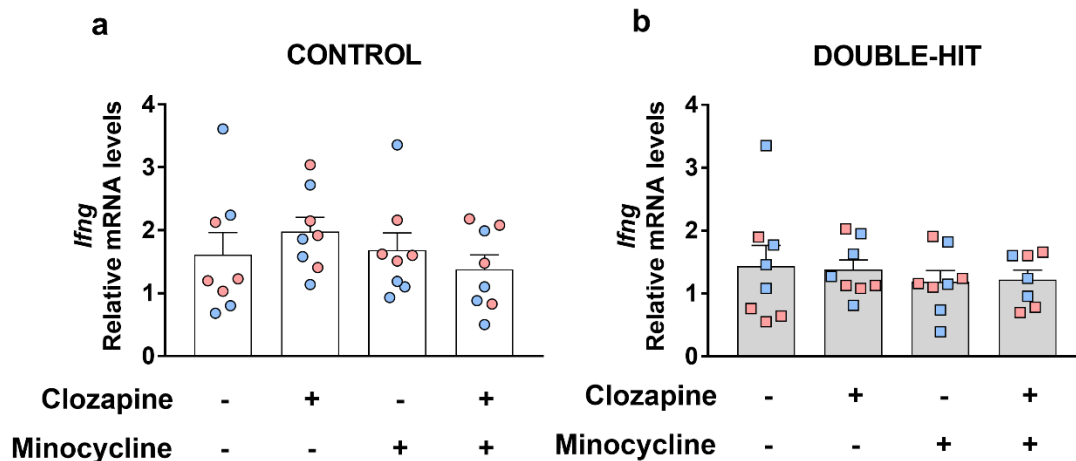 a
CONTROL
Ifng
Relative mRNA levels
4
3
2
1
0
Clozapine - + - +
Minocycline - - + +
b
DOUBLE-HIT
Ifng
Relative mRNA levels
4
3
2
1
0
Clozapine - + - +
Minocycline - - + +